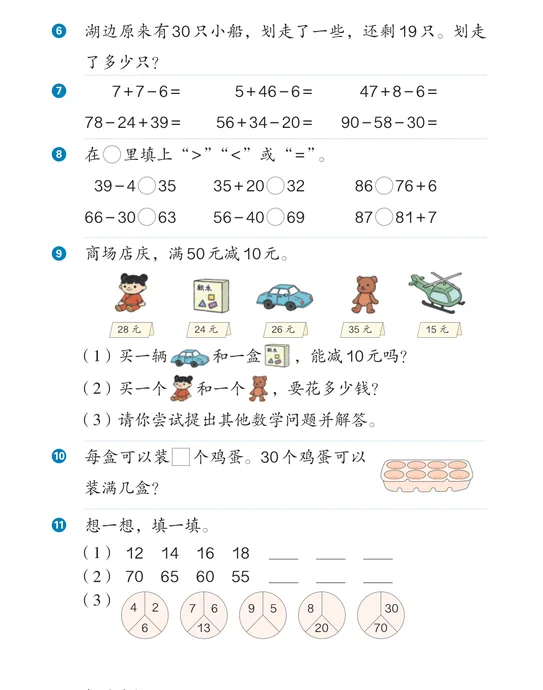 6 湖边原来有30只小船，划走了一些，还剩19只。划走
了多少只?
7 7+7-6= 5+46-6= 47+8-6=
78-24+39= 56+34-20= 90-58-30=
8 在○里填上“>”“<”或“=”。
39-4○35 35+20○32 86○76+6
66-30○63 56-40○69 87○81+7
9 商场店庆，满50元减10元。
积木
28元 24元 26元 35元 15元
（1）买一辆 和一盒积木，能减10元吗?
（2）买一个 和一个 ，要花多少钱?
（3）请你尝试提出其他数学问题并解答。
10 每盒可以装□个鸡蛋。30个鸡蛋可以
装满几盒?
11 想一想，填一填。
（1）12 14 16 18 ___ ___ ___
（2）70 65 60 55 ___ ___ ___
（3） 4 2 6 7 6 13 9 5 8 20 30 70